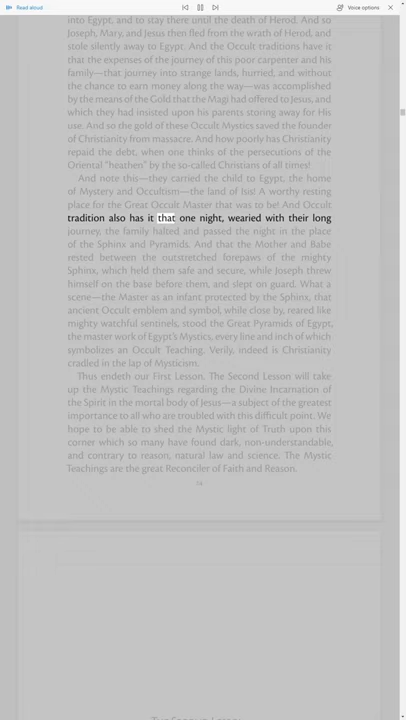 Read aloud
Voice options
into Egypt, and to stay there until the death of Herod. And so
Joseph, Mary, and Jesus then fled from the wrath of Herod, and
stole silently away to Egypt. And the Occult traditions have it
that the expenses of the journey of this poor carpenter and his
family—that journey into strange lands, hurried, and without
the chance to earn money along the way—was accomplished
by the means of the Gold that the Magi had offered to Jesus, and
which they had insisted upon his parents storing away for His
use. And so the gold of these Occult Mystics saved the founder
of Christianity from massacre. And how poorly has Christianity
repaid the debt, when one thinks of the persecutions of the
Oriental "heathen" by the so-called Christians of all times!
And note this—they carried the child to Egypt, the home
of Mystery and Occultism—the land of Isis! A worthy resting
place for the Great Occult Master that was to be! And Occult
tradition also has it that one night, wearied with their long
journey, the family halted and passed the night in the place
of the Sphinx and Pyramids. And that the Mother and Babe
rested between the outstretched forepaws of the mighty
Sphinx, which held them safe and secure, while Joseph threw
himself on the base before them, and slept on guard. What a
scene—the Master as an infant protected by the Sphinx, that
ancient Occult emblem and symbol, while close by, reared like
mighty watchful sentinels, stood the Great Pyramids of Egypt,
the master work of Egypt's Mystics, every line and inch of which
symbolizes an Occult Teaching. Verily, indeed is Christianity
cradled in the lap of Mysticism.
Thus endeth our First Lesson. The Second Lesson will take
up the Mystic Teachings regarding the Divine Incarnation of
the Spirit in the mortal body of Jesus—a subject of the greatest
importance to all who are troubled with this difficult point. We
hope to be able to shed the Mystic light of Truth upon this
corner which so many have found dark, non-understandable,
and contrary to reason, natural law and science. The Mystic
Teachings are the great Reconciler of Faith and Reason.